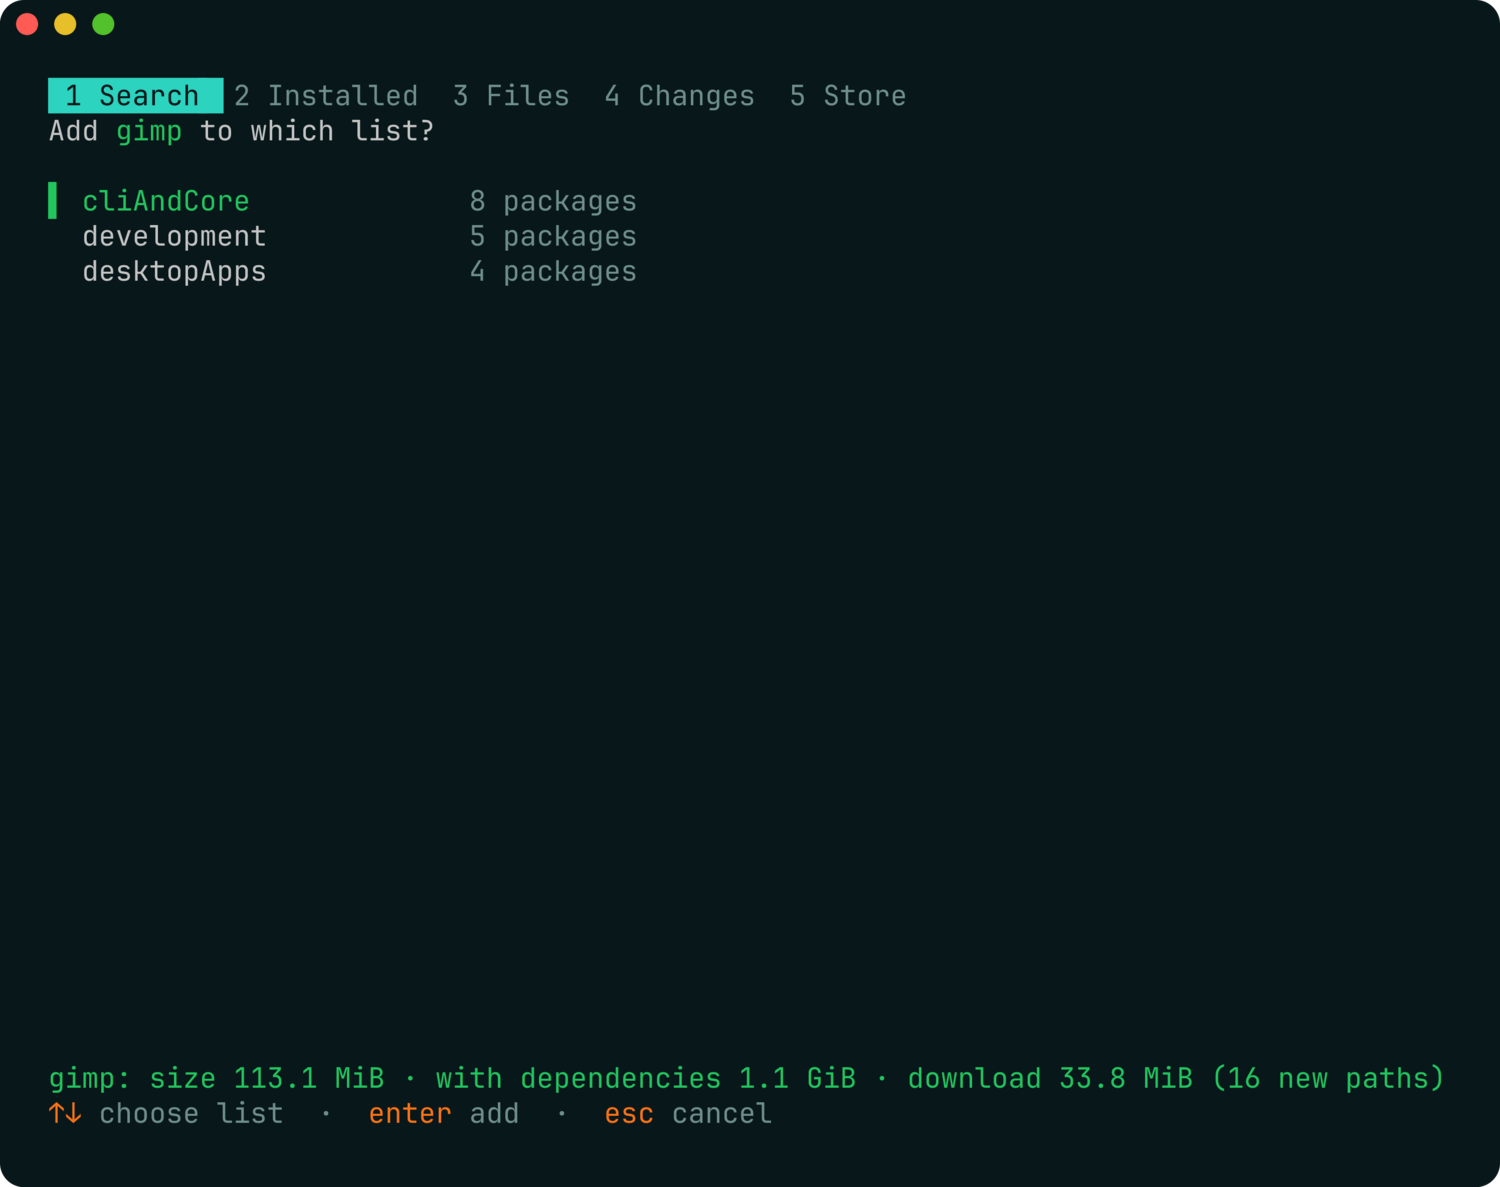 1 Search 2 Installed 3 Files 4 Changes 5 Store
Add gimp to which list?
cliAndCore 8 packages
development 5 packages
desktopApps 4 packages
gimp: size 113.1 MiB · with dependencies 1.1 GiB · download 33.8 MiB (16 new paths)
↑↓ choose list · enter add · esc cancel